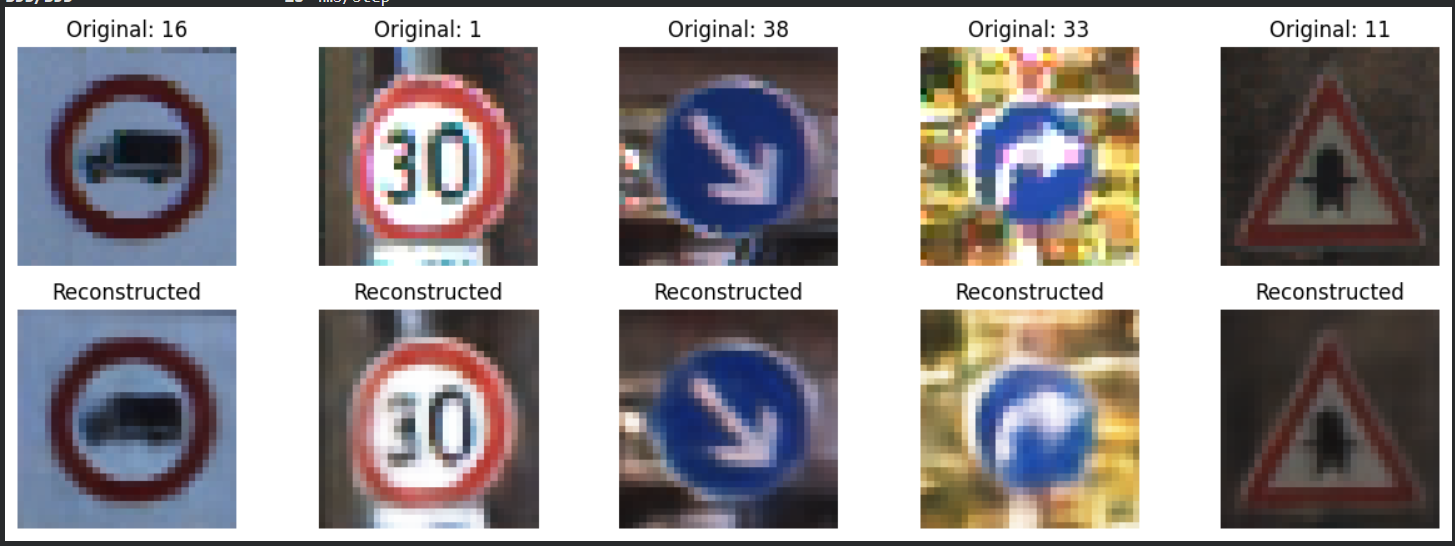 Original: 16
Original: 1
Original: 38
Original: 33
Original: 11
30
Reconstructed
Reconstructed
Reconstructed
Reconstructed
Reconstructed
30